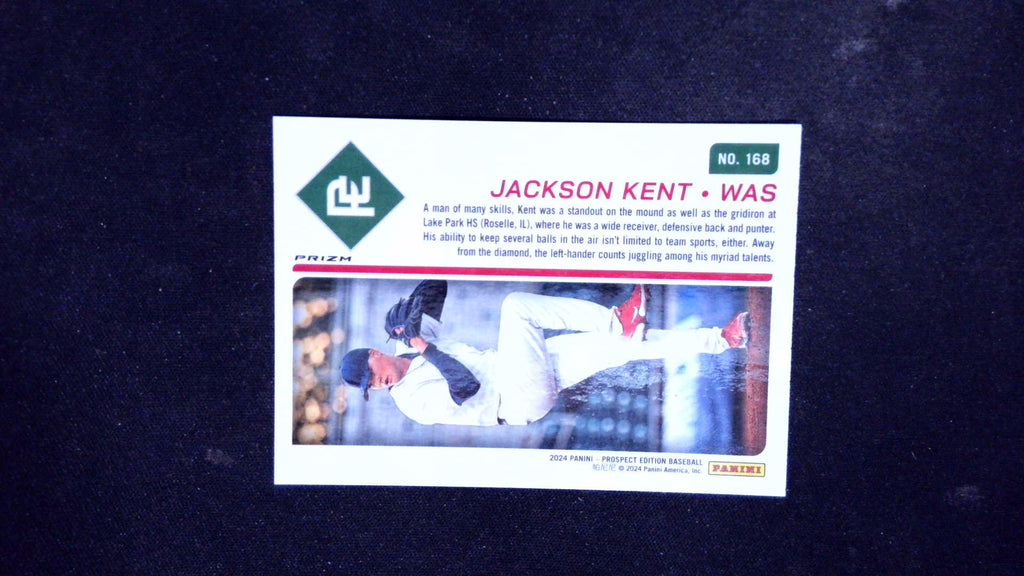 NO. 168
JACKSON KENT • WAS
A man of many skills, Kent was a standout on the mound as well as the gridiron at
Lake Park HS (Roselle, IL), where he was a wide receiver, defensive back and punter.
His ability to keep several balls in the air isn't limited to team sports, either. Away
from the diamond, the left-hander counts juggling among his myriad talents.
PE
PRIZM
2024 PANINI – PROSPECT EDITION BASEBALL
帕尼尼 © 2024 Panini America, Inc.
PANINI